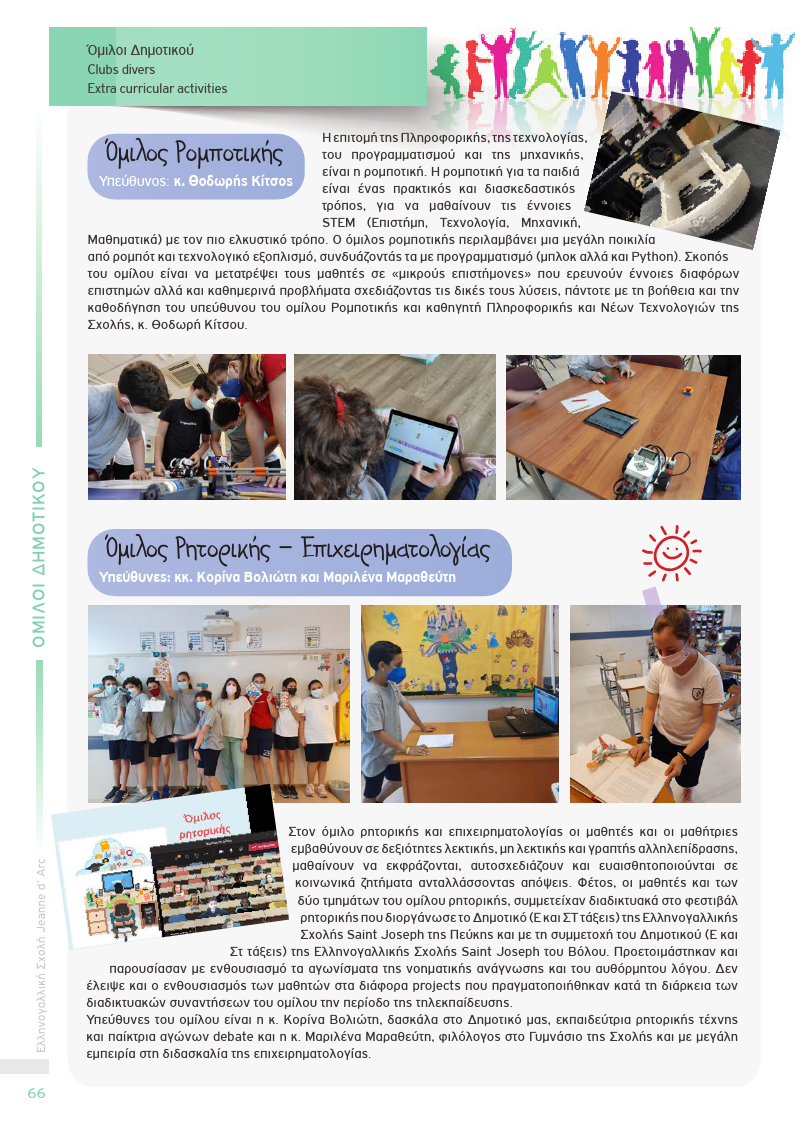 Όμιλοι Δημοτικού
Clubs divers
Extra curricular activities
Όμιλος Ρομποτικής
Υπεύθυνος: κ. Θοδωρής Κίτσος
Η επιτομή της Πληροφορικής, της τεχνολογίας,
του προγραμματισμού και της μηχανικής,
είναι η ρομποτική. Η ρομποτική για τα παιδιά
είναι ένας πρακτικός και διασκεδαστικός
τρόπος, για να μαθαίνουν τις έννοιες
STEM (Επιστήμη, Τεχνολογία, Μηχανική,
Μαθηματικά) με τον πιο ελκυστικό τρόπο. Ο όμιλος ρομποτικής περιλαμβάνει μια μεγάλη ποικιλία
από ρομπότ και τεχνολογικό εξοπλισμό, συνδυάζοντάς τα με προγραμματισμό (μπλοκ αλλά και Python). Σκοπός
του ομίλου είναι να μετατρέψει τους μαθητές σε «μικρούς επιστήμονες» που ερευνούν έννοιες διαφόρων
επιστημών αλλά και καθημερινά προβλήματα σχεδιάζοντας τις δικές τους λύσεις, πάντοτε με τη βοήθεια και την
καθοδήγηση του υπεύθυνου του ομίλου Ρομποτικής και καθηγητή Πληροφορικής και Νέων Τεχνολογιών της
Σχολής, κ. Θοδωρή Κίτσου.
Όμιλος Ρητορικής – Επιχειρηματολογίας
Υπεύθυνες: κκ. Κορίνα Βολιώτη και Μαριλένα Μαραθεύτη
Όμιλος
ρητορικής
Στον όμιλο ρητορικής και επιχειρηματολογίας οι μαθητές και οι μαθήτριες
εμβαθύνουν σε δεξιότητες λεκτικής, μη λεκτικής και γραπτής αλληλεπίδρασης,
μαθαίνουν να εκφράζονται, αυτοσχεδιάζουν και ευαισθητοποιούνται σε
κοινωνικά ζητήματα ανταλλάσσοντας απόψεις. Φέτος, οι μαθητές και των
δύο τμημάτων του ομίλου ρητορικής, συμμετείχαν διαδικτυακά στο φεστιβάλ
ρητορικής που διοργάνωσε το Δημοτικό (Ε και ΣΤ τάξεις) της Ελληνογαλλικής
Σχολής Saint Joseph της Πεύκης και με τη συμμετοχή του Δημοτικού (Ε και
Στ τάξεις) της Ελληνογαλλικής Σχολής Saint Joseph του Βόλου. Προετοιμάστηκαν και
παρουσίασαν με ενθουσιασμό τα αγωνίσματα της νοηματικής ανάγνωσης και του αυθόρμητου λόγου. Δεν
έλειψε και ο ενθουσιασμός των μαθητών στα διάφορα projects που πραγματοποιήθηκαν κατά τη διάρκεια των
διαδικτυακών συναντήσεων του ομίλου την περίοδο της τηλεκπαίδευσης.
Υπεύθυνες του ομίλου είναι η κ. Κορίνα Βολιώτη, δασκάλα στο Δημοτικό μας, εκπαιδεύτρια ρητορικής τέχνης
και παίκτρια αγώνων debate και η κ. Μαριλένα Μαραθεύτη, φιλόλογος στο Γυμνάσιο της Σχολής και με μεγάλη
εμπειρία στη διδασκαλία της επιχειρηματολογίας.
ΟΜΙΛΟΙ ΔΗΜΟΤΙΚΟΥ
Ελληνογαλλική Σχολή Jeanne d' Arc
66